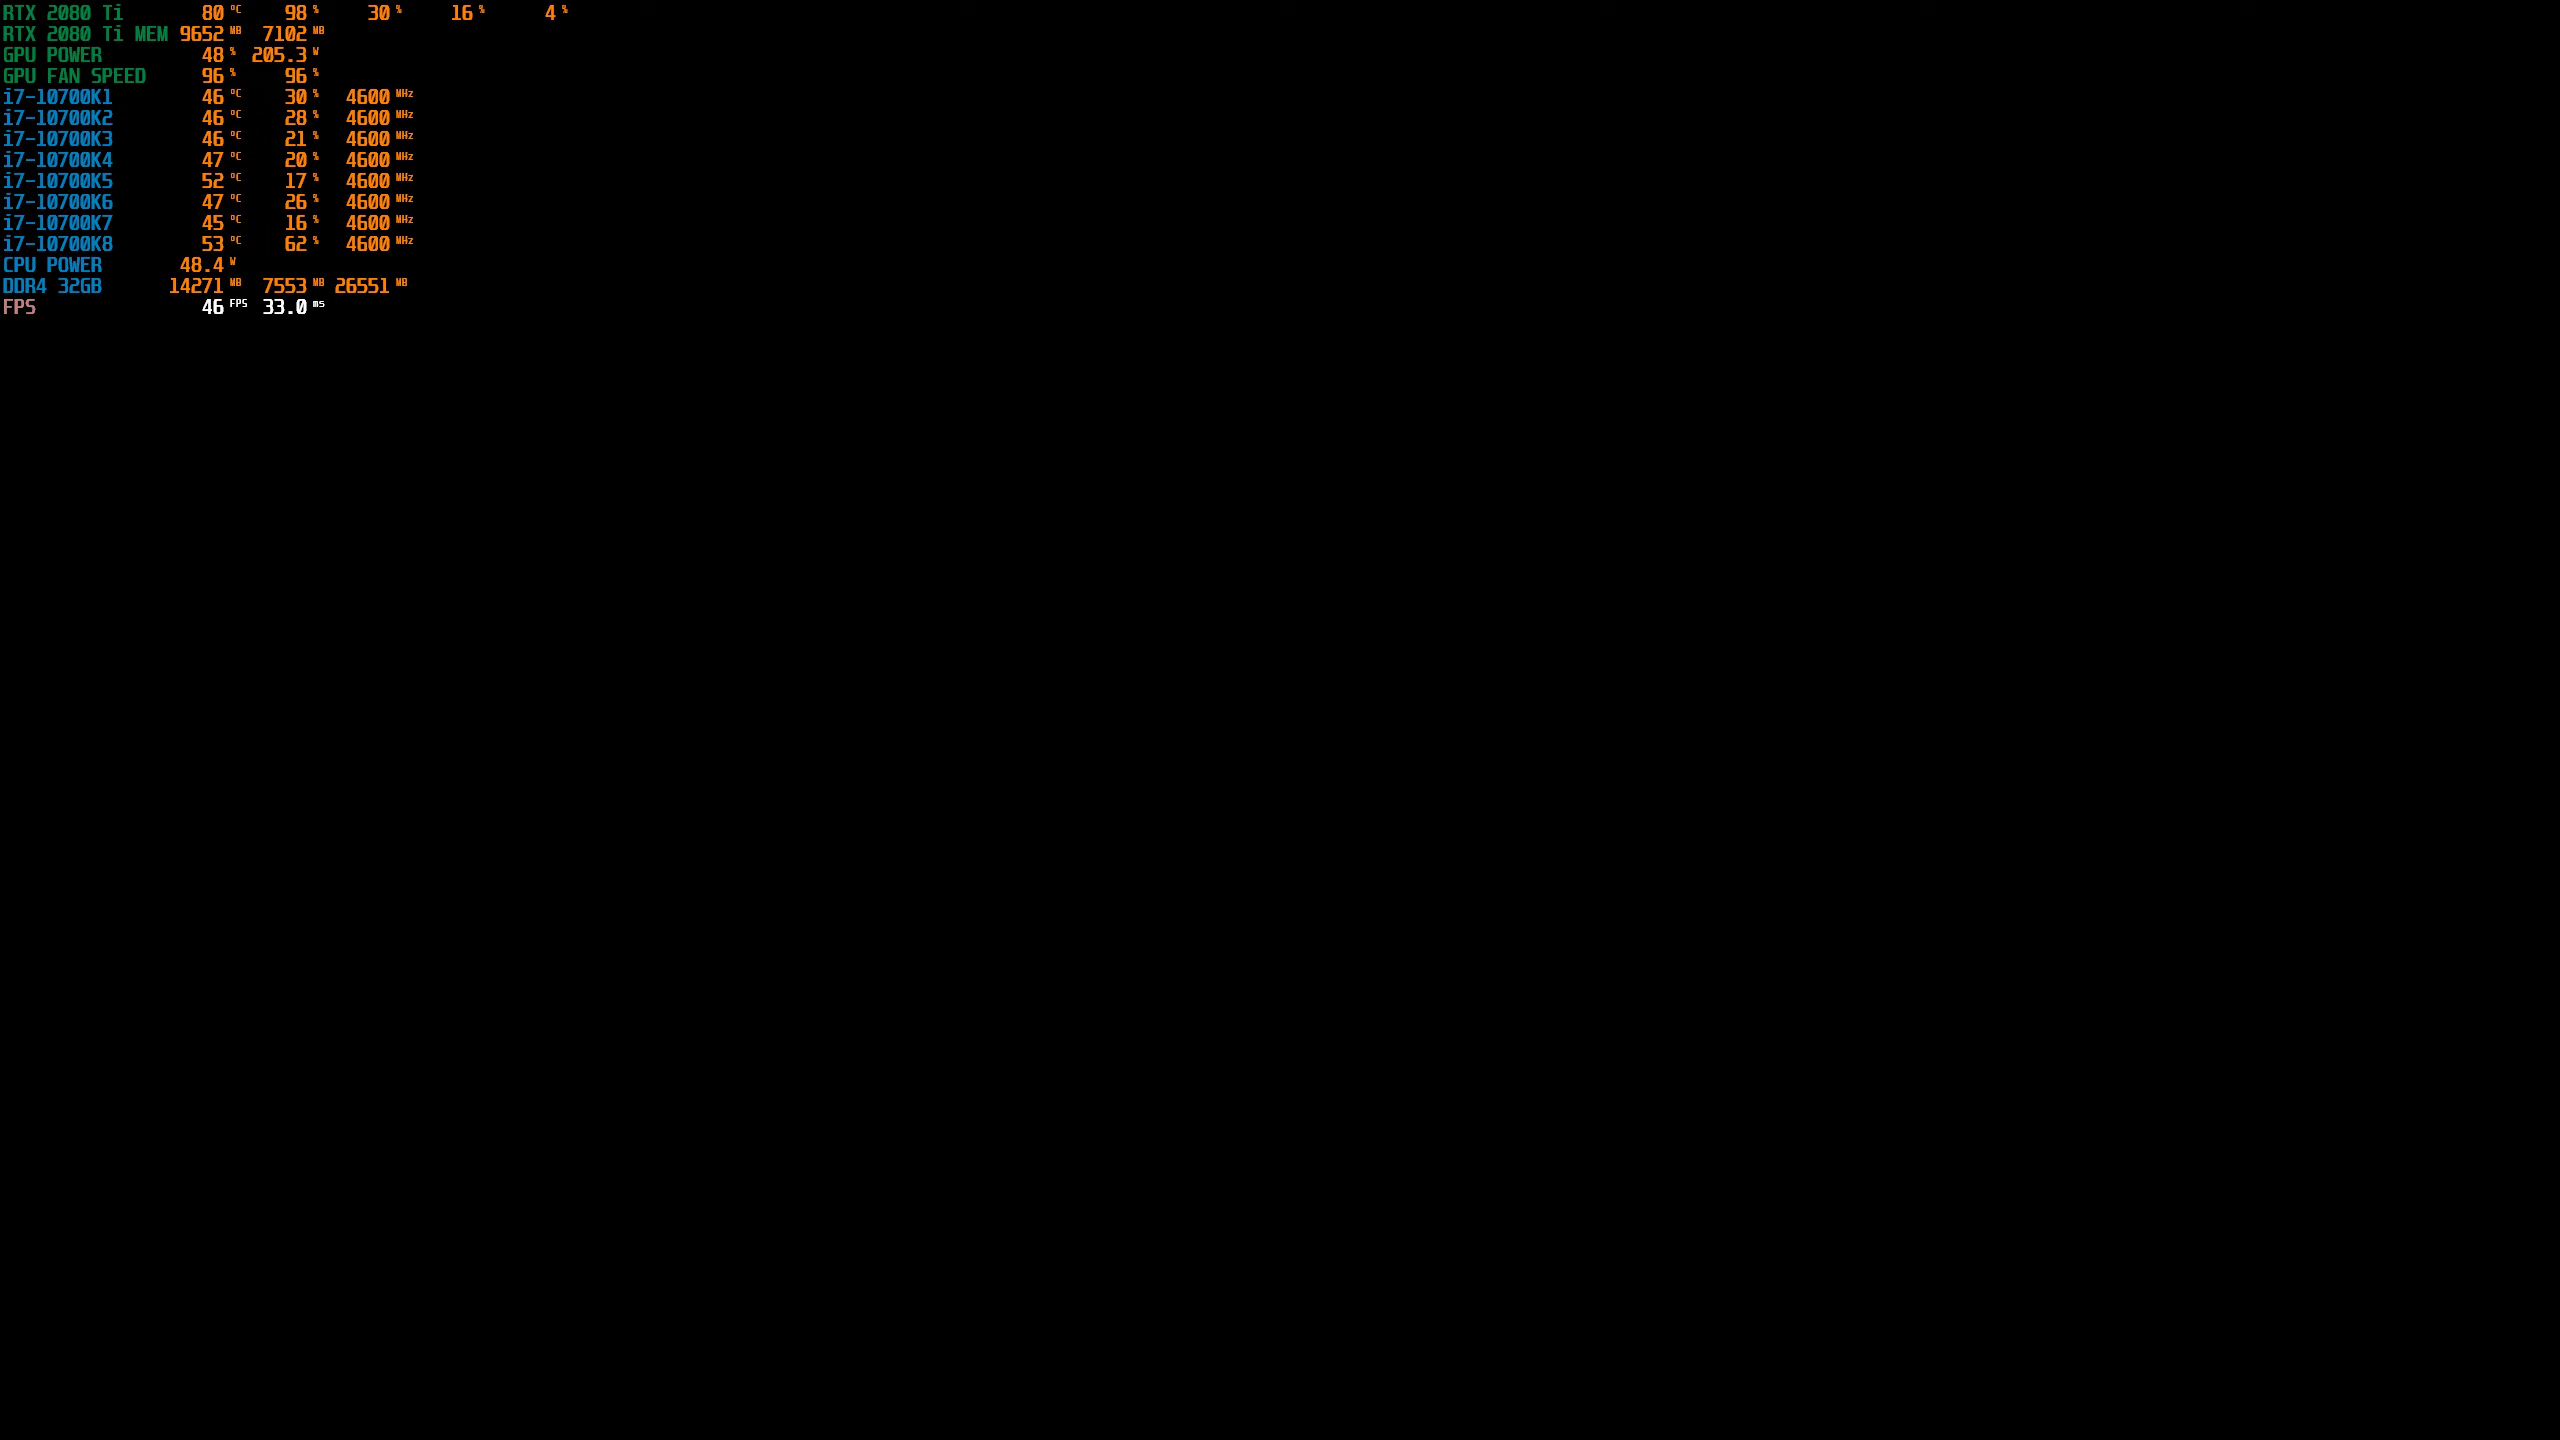 RTX 2080 Ti 80 °C 98 % 30 % 16 % 4 %
RTX 2080 Ti MEM 9652 MB 7102 MB
GPU POWER 48 % 205.3 W
GPU FAN SPEED 96 % 96 %
i7-10700K1 46 °C 30 % 4600 MHz
i7-10700K2 46 °C 28 % 4600 MHz
i7-10700K3 46 °C 21 % 4600 MHz
i7-10700K4 47 °C 20 % 4600 MHz
i7-10700K5 52 °C 17 % 4600 MHz
i7-10700K6 47 °C 26 % 4600 MHz
i7-10700K7 45 °C 16 % 4600 MHz
i7-10700K8 53 °C 62 % 4600 MHz
CPU POWER 48.4 W
DDR4 32GB 14271 MB 7553 MB 26551 MB
FPS 46 FPS 33.0 ms